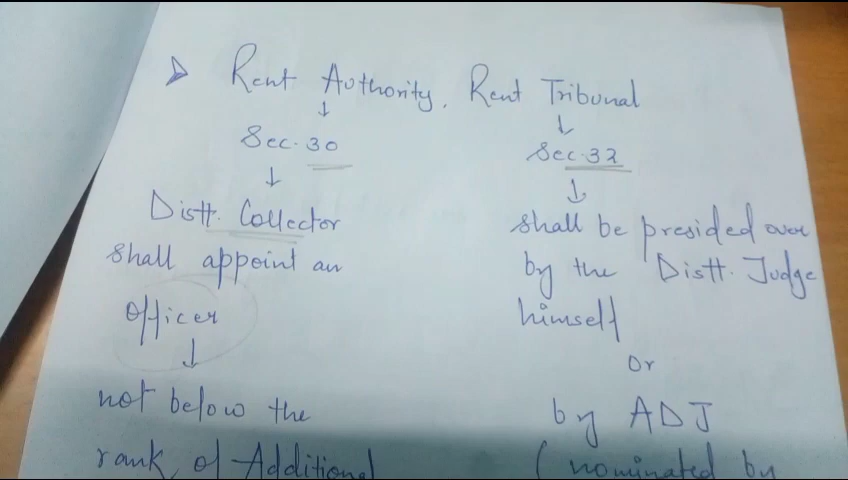 Rent Authority, Rent Tribunal
Sec. 30
Distt. Collector
shall appoint an
Officer
not below the
rank of Additional
Sec. 32
shall be presided over
by the Distt. Judge
himself
Or
by ADJ
(nominated by